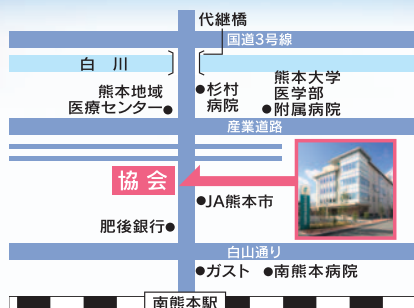 代継橋
国道3号線
白川
熊本地域
医療センター
杉村
病院
熊本大学
医学部
附属病院
産業道路
協会
JA熊本市
肥後銀行
白山通り
ガスト
南熊本病院
南熊本駅